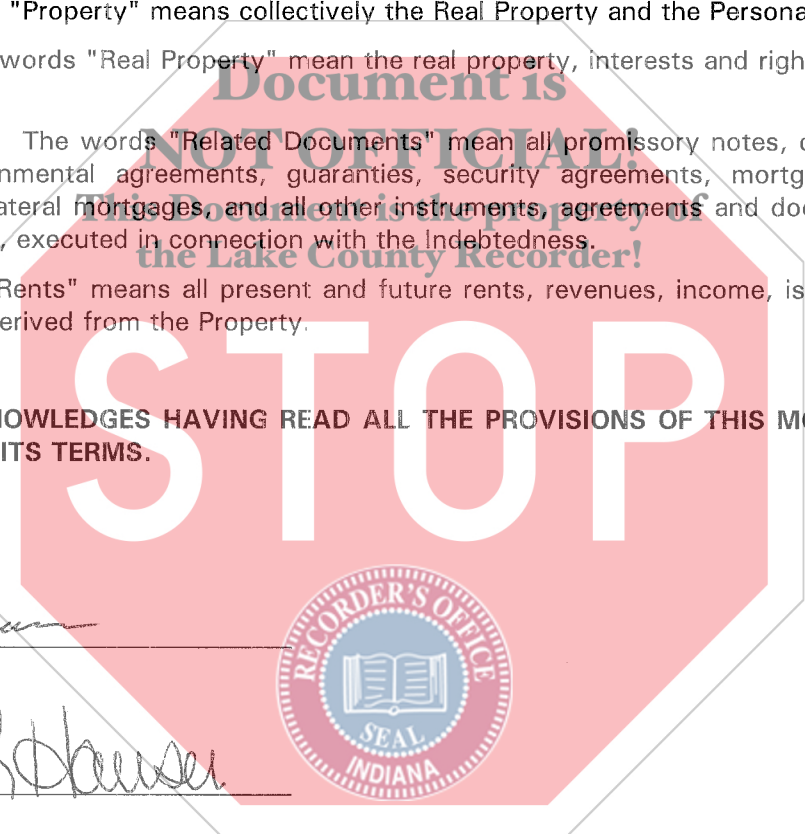 "Property" means collectively the Real Property and the Persona
words "Real Property" mean the real property, interests and righ
Document is
The words "Related Documents" mean all promissory notes, c
NOT OFFICIAL!
nmental agreements, guaranties, security agreements, mortg
ateral mortgages, and all other instruments, agreements and doc
This Document is the property of
, executed in connection with the Indebtedness.
the Lake County Recorder!
Rents" means all present and future rents, revenues, income, is
erived from the Property.
STOP
NOWLEDGES HAVING READ ALL THE PROVISIONS OF THIS MO
ITS TERMS.
RECORDER'S OFFICE
SEAL
INDIANA
Hauser